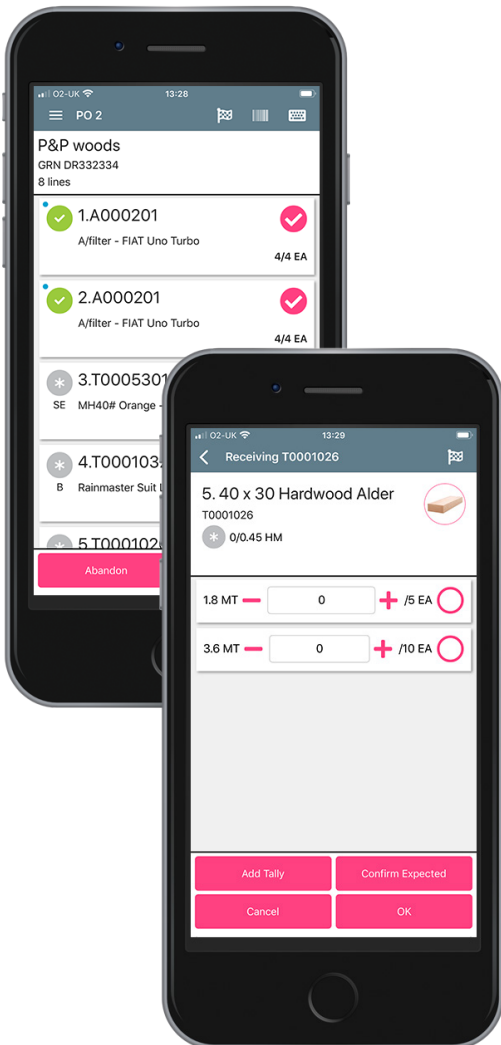 O2-UK 13:28
PO 2
P&P woods
GRN DR332334
8 lines
1.A000201
A/filter - FIAT Uno Turbo
4/4 EA
2.A000201
A/filter - FIAT Uno Turbo
4/4 EA
3.T0005301
SE MH40# Orange -
4.T000103
B Rainmaster Suit
5.T0001026
Abandon
O2-UK 13:29
Receiving T0001026
5. 40 x 30 Hardwood Alder
T0001026
* 0/0.45 HM
1.8 MT − 0 + /5 EA
3.6 MT − 0 + /10 EA
Add Tally Confirm Expected
Cancel OK